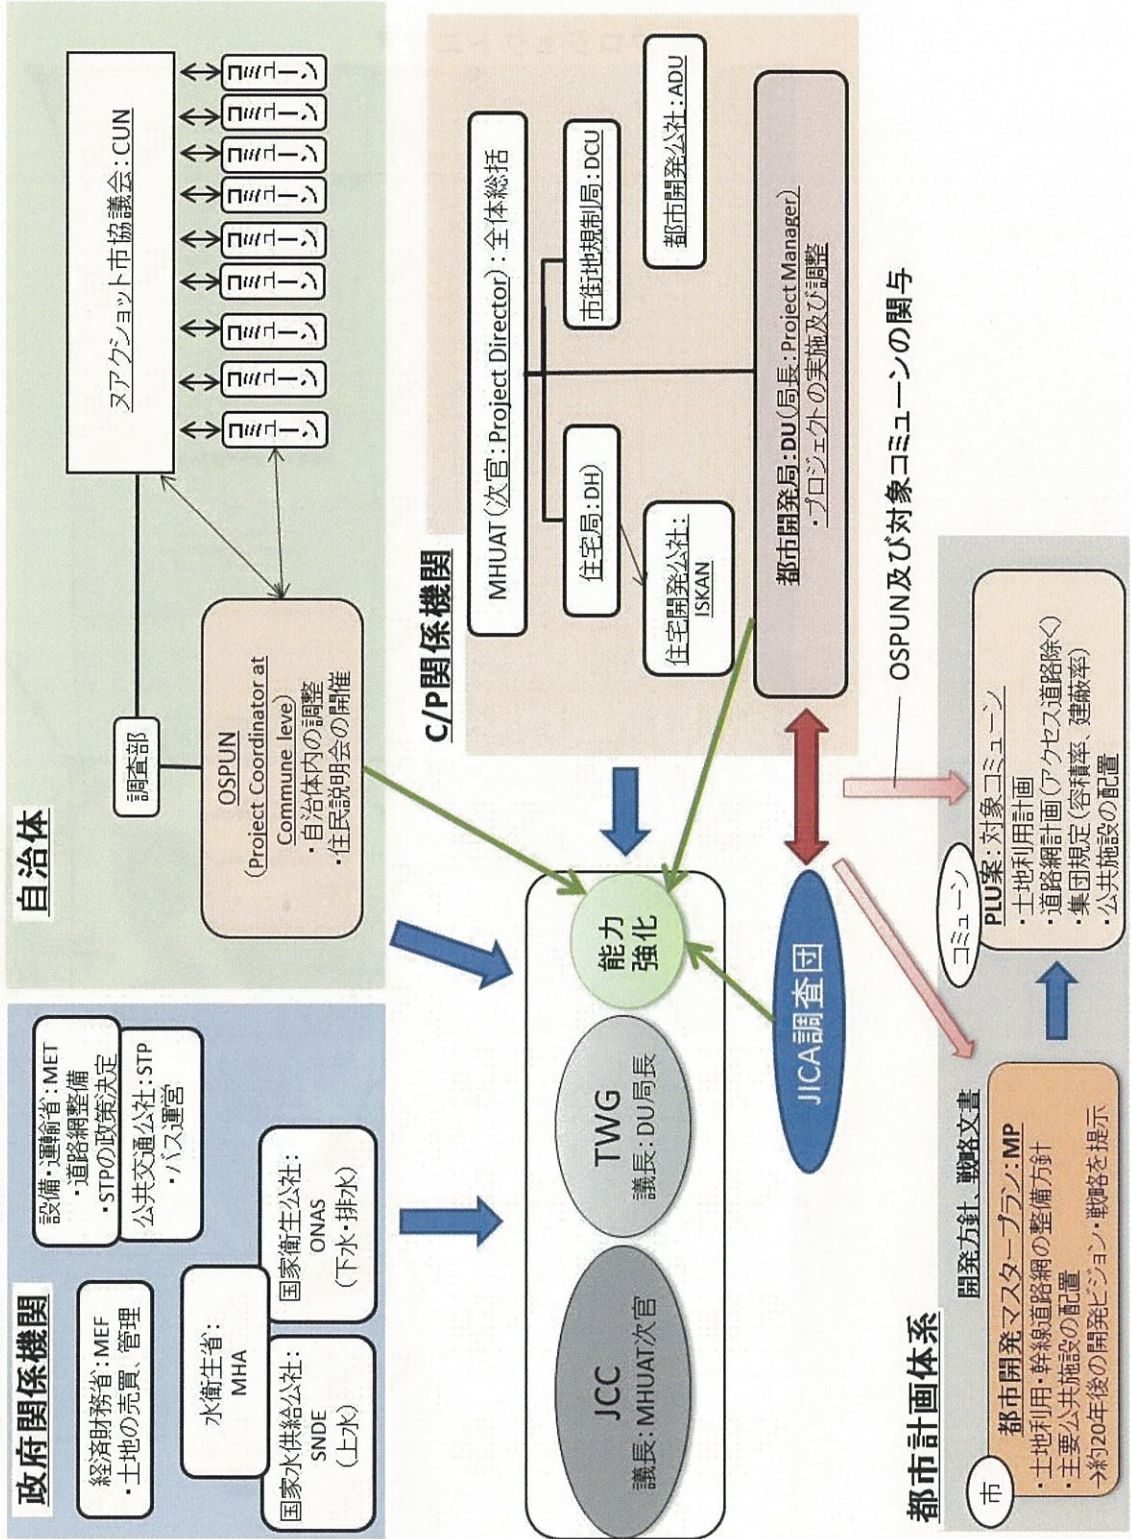 政府関係機関
経済財務省:MEF
・土地の売買、管理
設備・運輸省:MET
・道路網整備
・STPの政策決定
公共交通公社:STP
・バス運営
水衛生省:
MHA
国家水供給公社:
SNDE
(上水)
国家衛生公社:
ONAS
(下水・排水)
自治体
調査部
ヌアクショット市協議会:CUN
コミューン
コミューン
コミューン
コミューン
コミューン
コミューン
コミューン
コミューン
コミューン
OSPUN
(Project Coordinator at
Commune leve)
・自治体内の調整
・住民説明会の開催
JCC
議長:MHUAT次官
TWG
議長:DU局長
能力
強化
JICA調査団
C/P関係機関
MHUAT(次官:Project Director):全体総括
住宅局:DH)
市街地規制局:DCU
住宅開発公社:
ISKAN
都市開発公社:ADU
都市開発局:DU(局長:Project Manager)
・プロジェクトの実施及び調整
OSPUN及び対象コミューンの関与
都市計画体系
開発方針、戦略文書
市
都市開発マスタープラン:MP
・土地利用・幹線道路網の整備方針
・主要公共施設の配置
→約20年後の開発ビジョン・戦略を提示
コミューン
PLU案:対象コミューン
・土地利用計画
・道路網計画(アクセス道路除く)
・集団規定(容積率、建蔽率)
・公共施設の配置